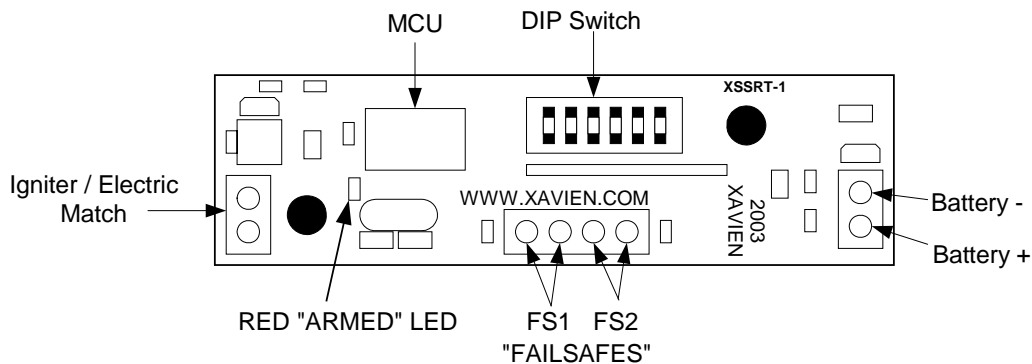 MCU
DIP Switch
XSSRT-1
Igniter / Electric
Match
WWW.XAVIEN.COM
2003
XAVIEN
Battery -
Battery +
RED "ARMED" LED
FS1
FS2
"FAILSAFES"